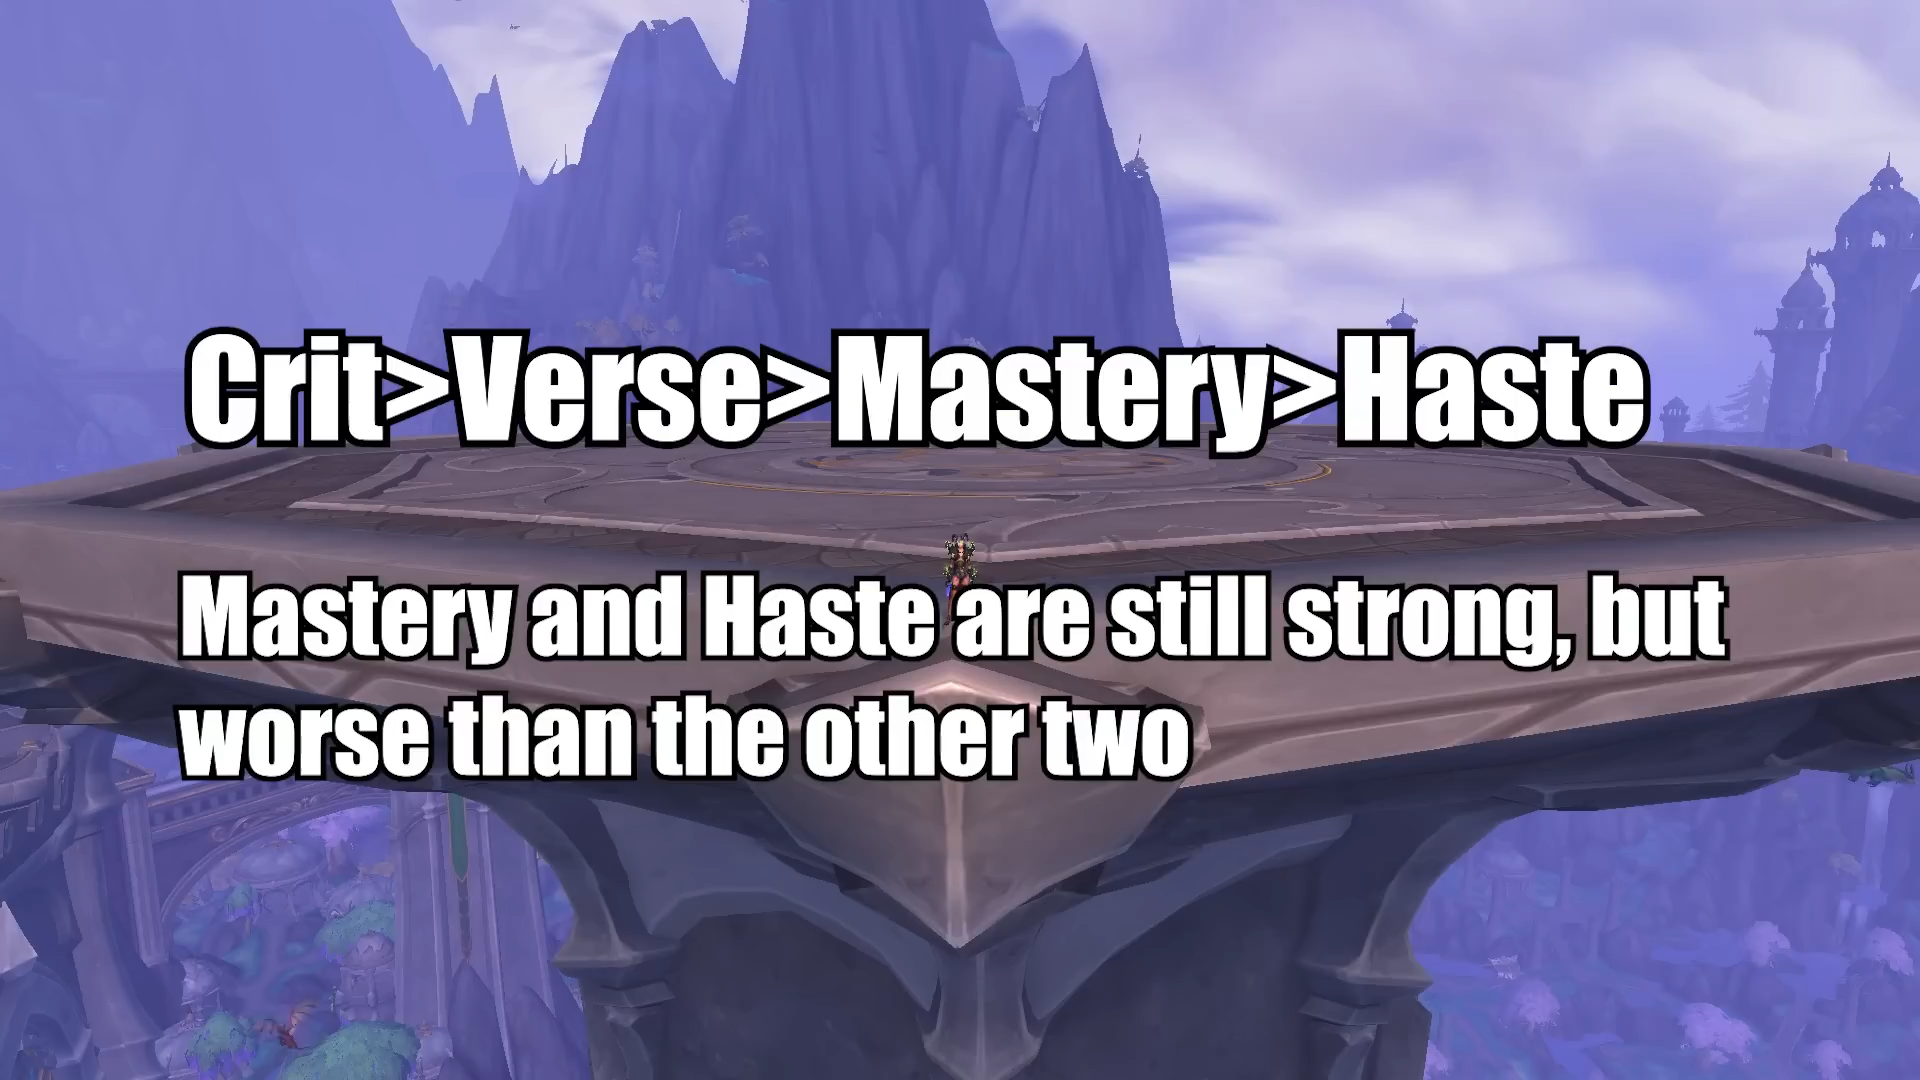 Crit>Verse>Mastery>Haste
Mastery and Haste are still strong, but
worse than the other two